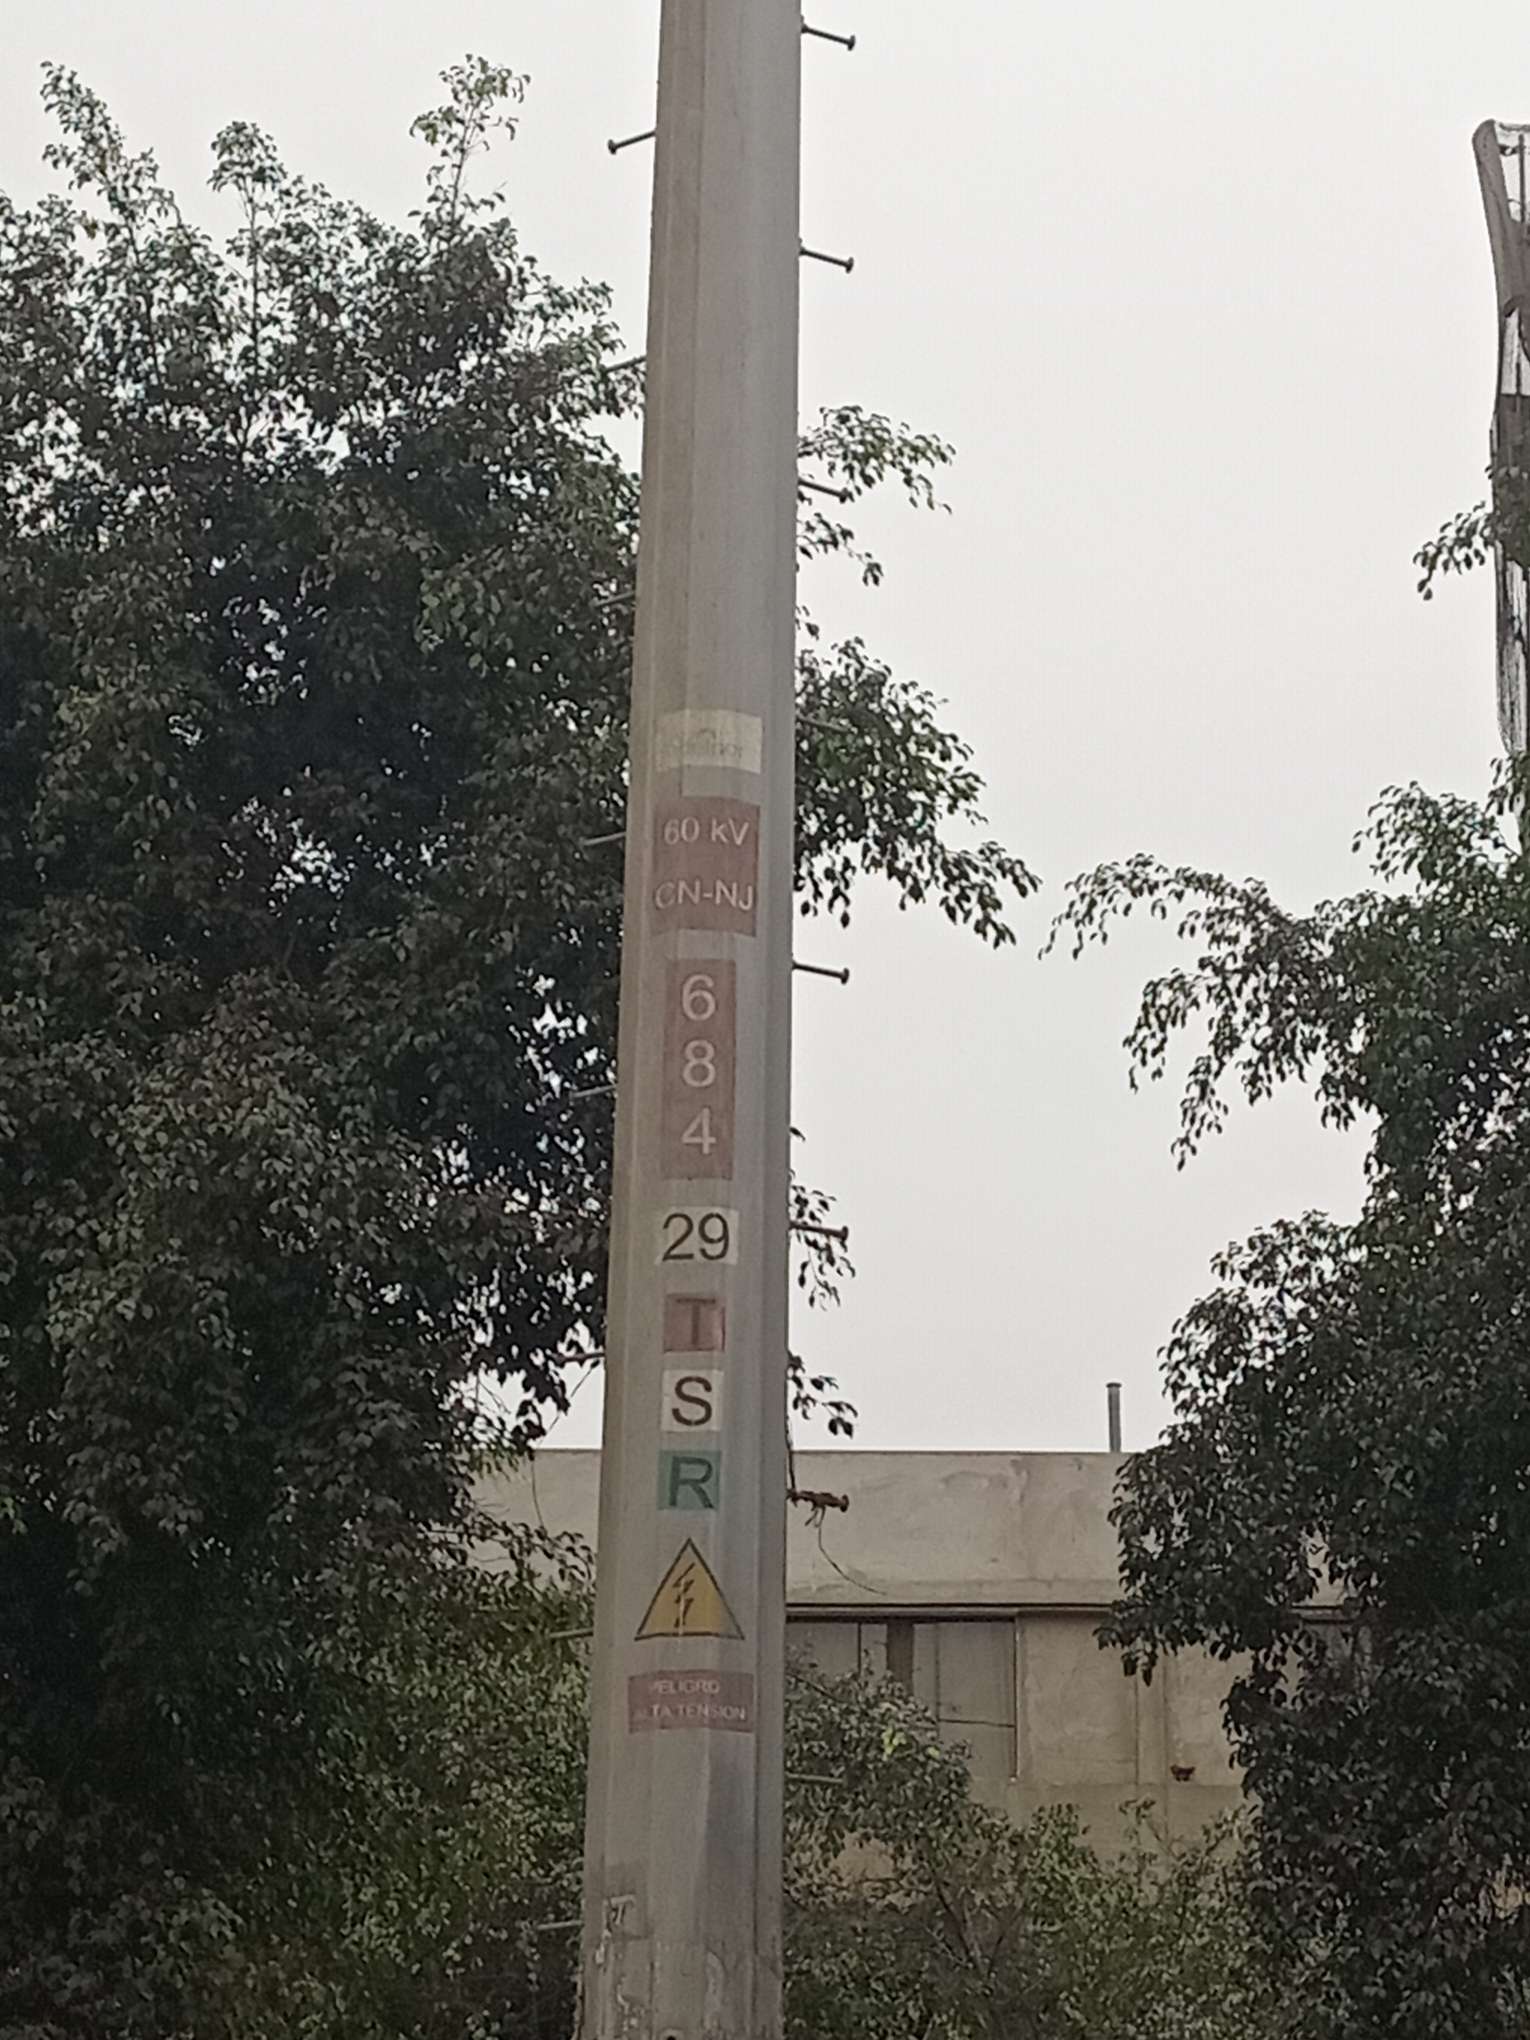 60 kV
CN-NJ
6
8
4
29
T
S
R
PELIGRO
ALTA TENSION